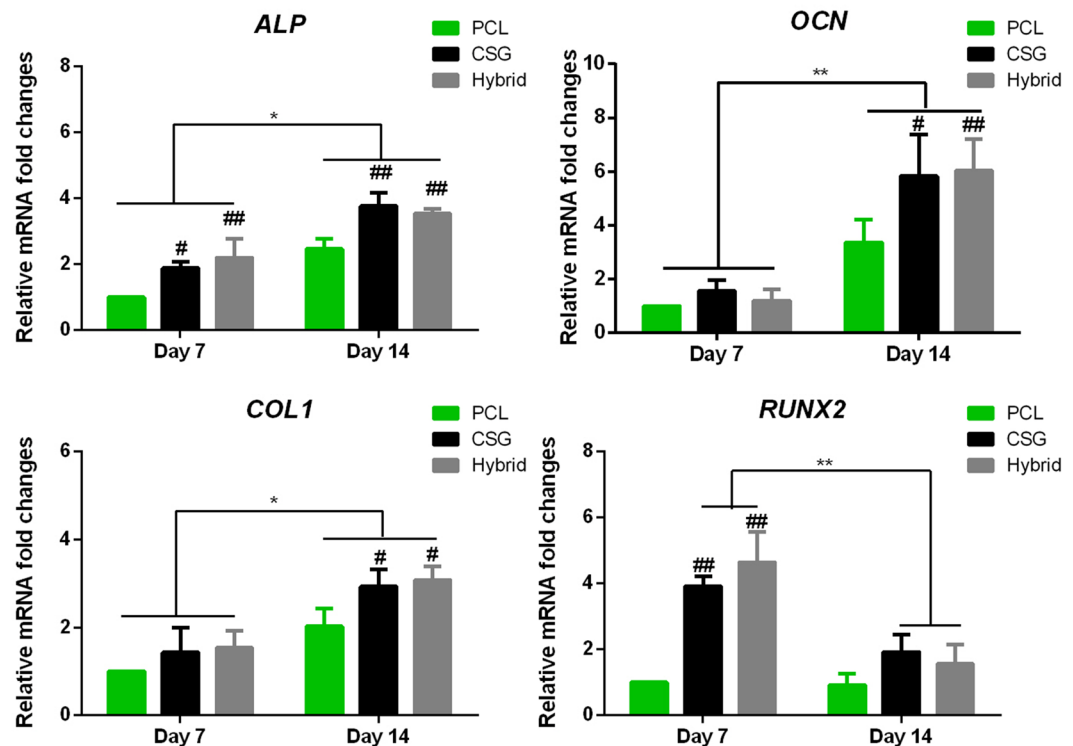 ALP
PCL
CSG
Hybrid
Relative mRNA fold changes
8
6
4
2
0
*
#
##
##
##
Day 7
Day 14
OCN
PCL
CSG
Hybrid
Relative mRNA fold changes
10
8
6
4
2
0
**
#
##
Day 7
Day 14
COL1
PCL
CSG
Hybrid
Relative mRNA fold changes
6
4
2
0
*
#
#
Day 7
Day 14
RUNX2
PCL
CSG
Hybrid
Relative mRNA fold changes
8
6
4
2
0
**
##
##
Day 7
Day 14